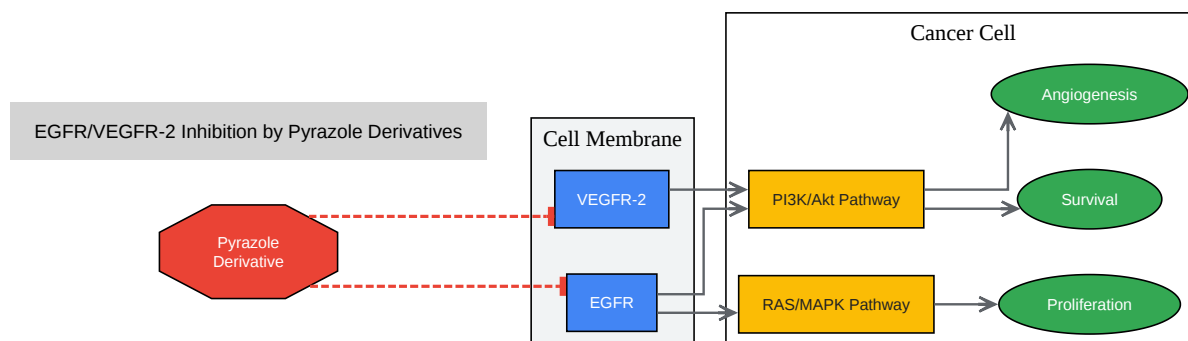 Cancer Cell
Angiogenesis
EGFR/VEGFR-2 Inhibition by Pyrazole Derivatives
Cell Membrane
VEGFR-2
PI3K/Akt Pathway
Survival
Pyrazole
Derivative
EGFR
RAS/MAPK Pathway
Proliferation